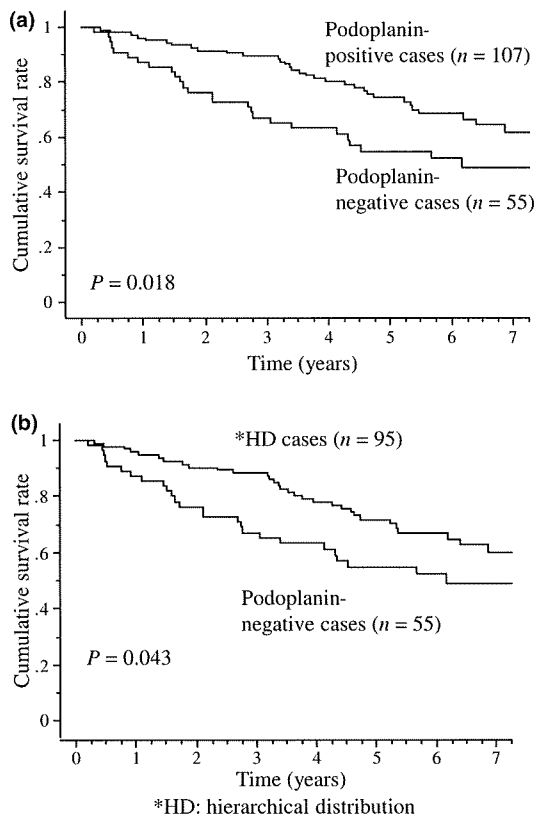 (a)
1
.8
.6
.4
.2
0
Cumulative survival rate
Podoplanin-
positive cases (n = 107)
Podoplanin-
negative cases (n = 55)
P = 0.018
0 1 2 3 4 5 6 7
Time (years)
(b)
1
.8
.6
.4
.2
0
Cumulative survival rate
*HD cases (n = 95)
Podoplanin-
negative cases (n = 55)
P = 0.043
0 1 2 3 4 5 6 7
Time (years)
*HD: hierarchical distribution